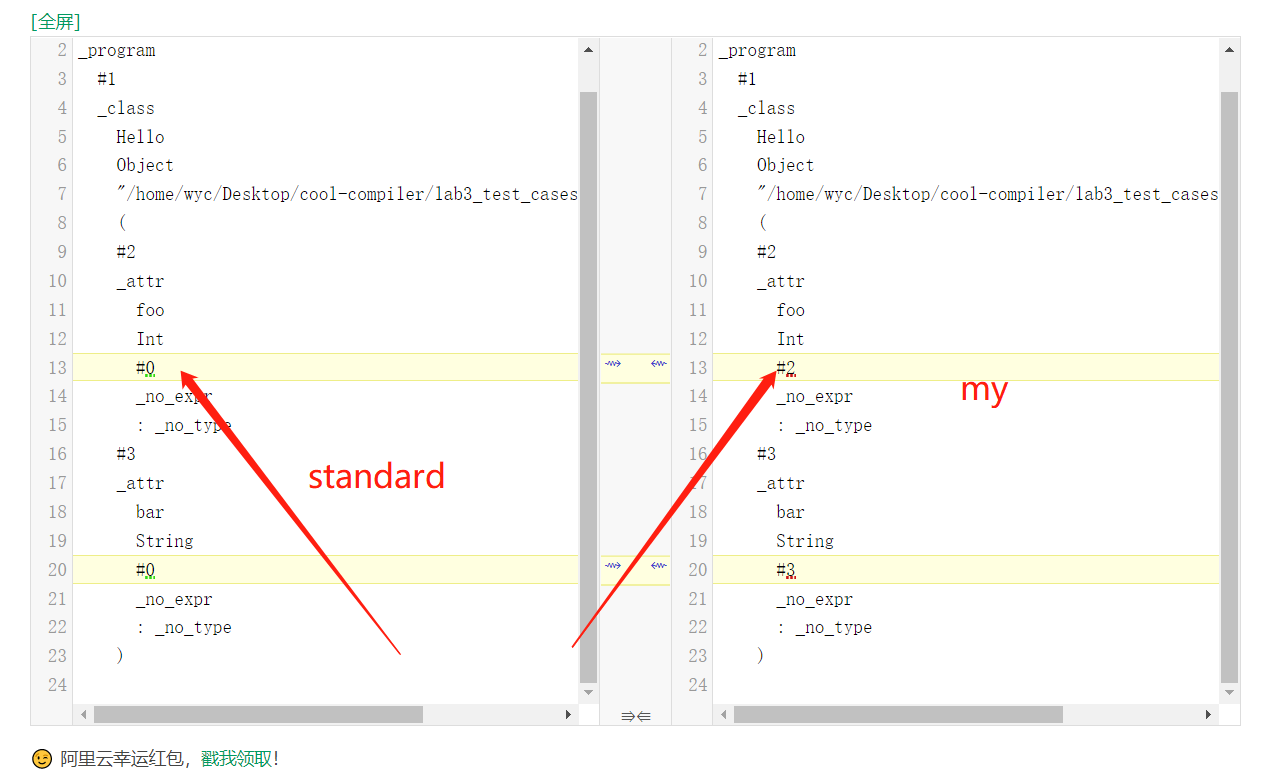 [全屏]
2 _program
3 #1
4 _class
5 Hello
6 Object
7 "/home/wyc/Desktop/cool-compiler/lab3_test_cases
8 (
9 #2
10 _attr
11 foo
12 Int
13 #0
14 _no_expr
15 : _no_type
16 #3
17 _attr
18 bar
19 String
20 #0
21 _no_expr
22 : _no_type
23 )
24
standard
2 _program
3 #1
4 _class
5 Hello
6 Object
7 "/home/wyc/Desktop/cool-compiler/lab3_test_cases
8 (
9 #2
10 _attr
11 foo
12 Int
13 #2
14 _no_expr
15 : _no_type
16 #3
17 _attr
18 bar
19 String
20 #3
21 _no_expr
22 : _no_type
23 )
24
my
阿里云幸运红包，戳我领取！